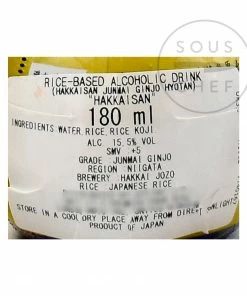 SOUS
CHEF
RICE-BASED ALCOHOLIC DRINK
(HAKKAISAN JUNMAI GINJO HYOTAN)
"HAKKAISAN"
180 ml
INGREDIENTS WATER, RICE, RICE KOJI
ALC 15.5% VOL
SMV +5
GRADE : JUNMAI GINJO
REGION : NIIGATA
BREWERY : HAKKAI JOZO
RICE : JAPANESE RICE
STORE IN A COOL DRY PLACE AWAY FROM DIRECT SUNLIGHT
PRODUCT OF JAPAN